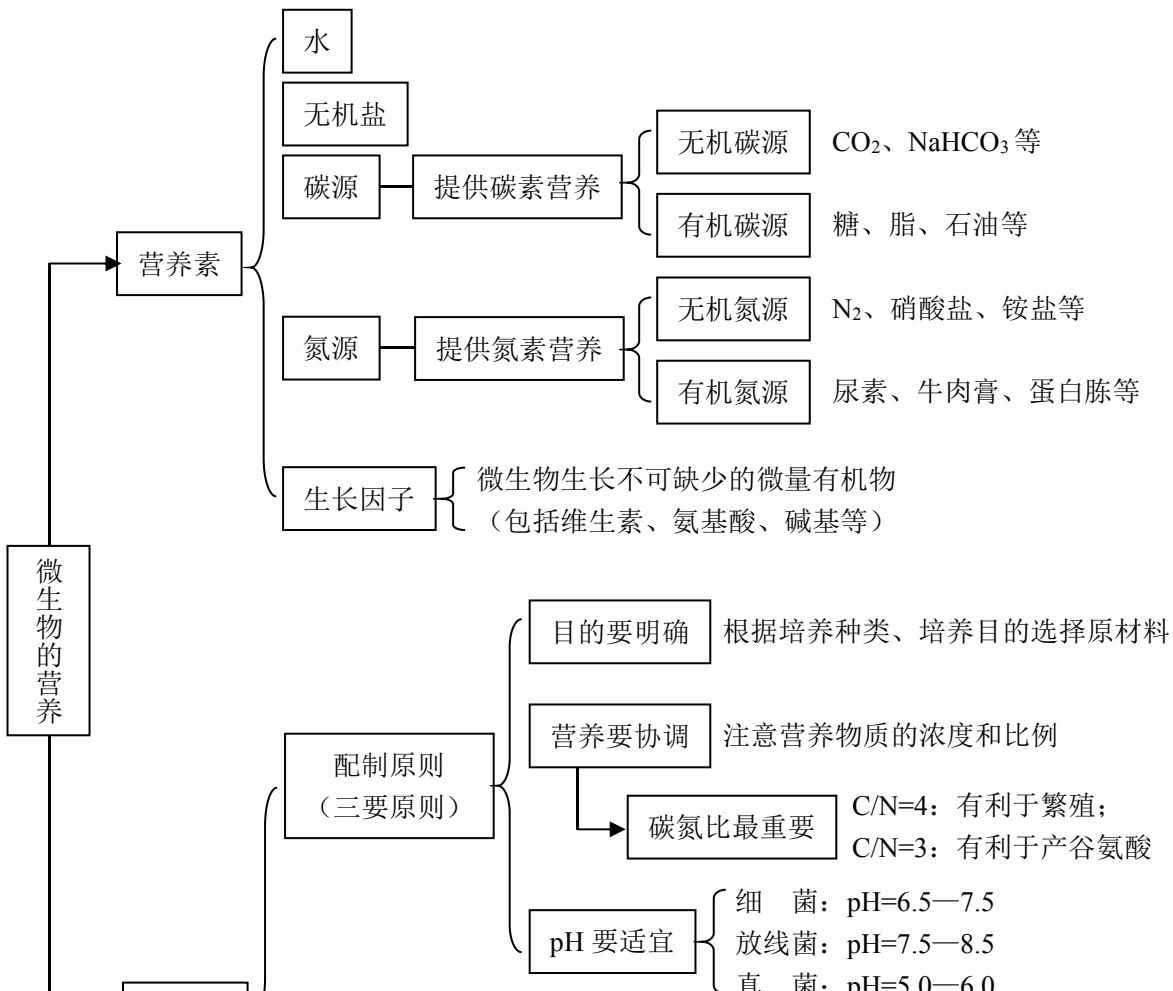 水
无机盐
碳源
提供碳素营养
无机碳源
CO₂、NaHCO₃等
有机碳源
糖、脂、石油等
营养素
氮源
提供氮素营养
无机氮源
N₂、硝酸盐、铵盐等
有机氮源
尿素、牛肉膏、蛋白胨等
生长因子
微生物生长不可缺少的微量有机物
（包括维生素、氨基酸、碱基等）
微生物的营养
配制原则
（三要原则）
目的要明确
根据培养种类、培养目的选择原材料
营养要协调
注意营养物质的浓度和比例
碳氮比最重要
C/N=4：有利于繁殖；
C/N=3：有利于产谷氨酸
pH 要适宜
细 菌：pH=6.5—7.5
放线菌：pH=7.5—8.5
真 菌：pH=5.0—6.0